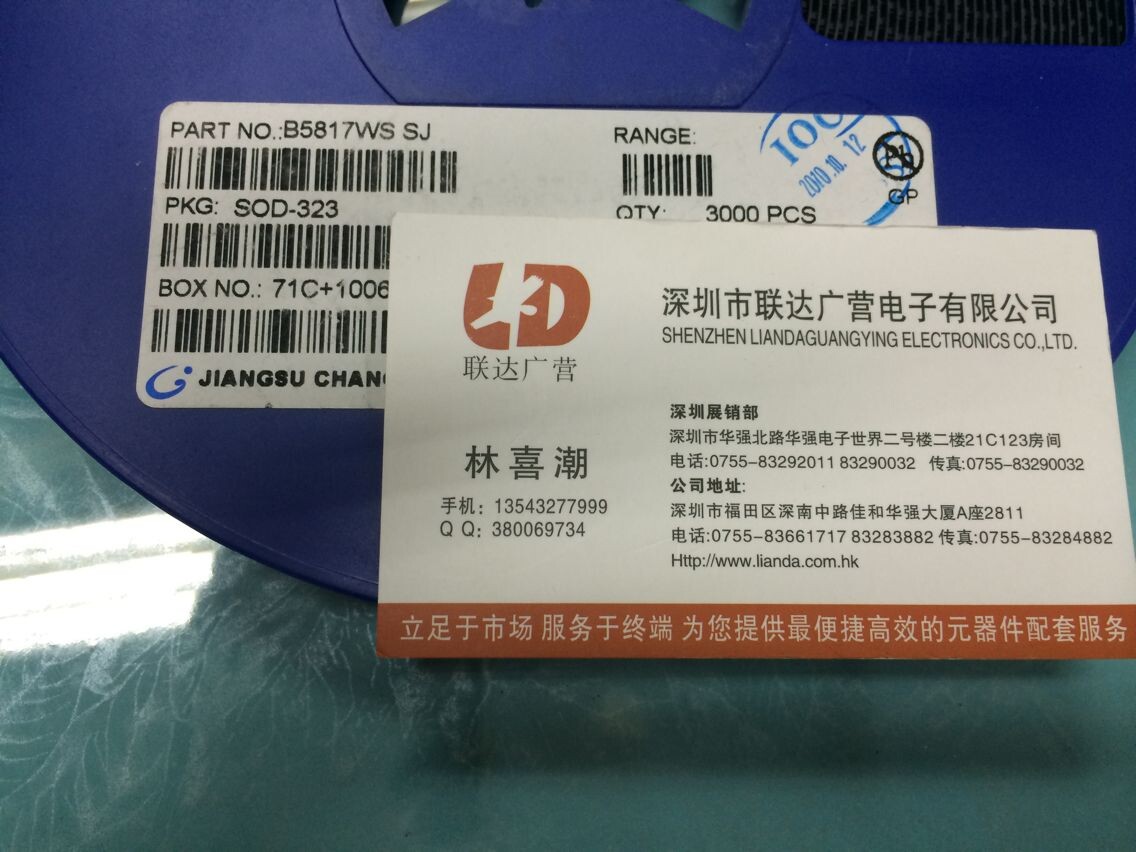 PART NO.:B5817WS SJ
RANGE:
PKG: SOD-323
QTY: 3000 PCS
BOX NO.: 71C+1006
JIANGSU
2010.10.12
Pb
GP
LD
联达广营
深圳市联达广营电子有限公司
SHENZHEN LIANDAGUANGYING ELECTRONICS CO.,LTD.
林喜潮
手机: 13543277999
Q Q: 380069734
深圳展销部
深圳市华强北路华强电子世界二号楼二楼21C123房间
电话:0755-83292011 83290032 传真:0755-83290032
公司地址:
深圳市福田区深南中路佳和华强大厦A座2811
电话:0755-83661717 83283882 传真:0755-83284882
Http://www.lianda.com.hk
立足于市场 服务于终端 为您提供最便捷高效的元器件配套服务